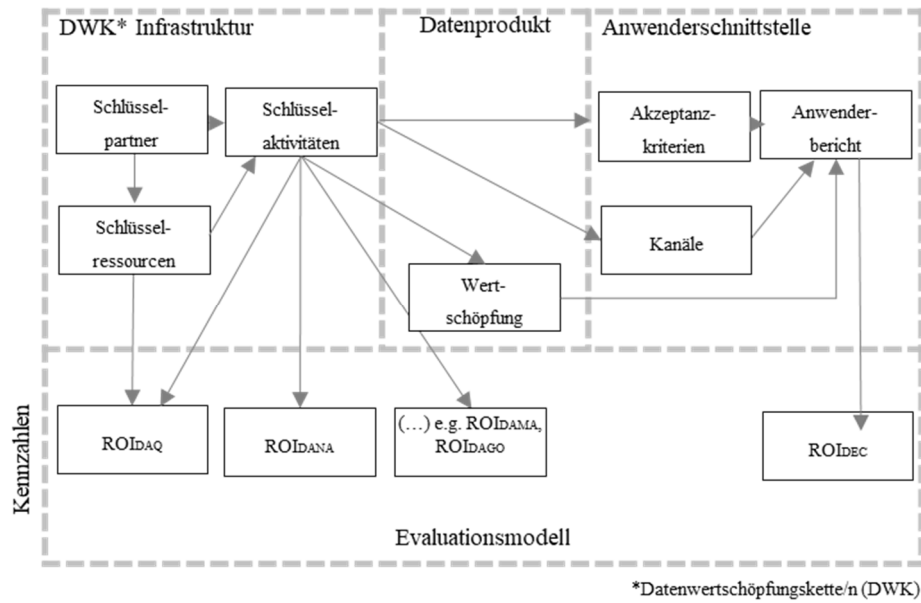 DWK* Infrastruktur
Datenprodukt
Anwenderschnittstelle
Schlüssel-
partner
Schlüssel-
aktivitäten
Akzeptanz-
kriterien
Anwender-
bericht
Schlüssel-
ressourcen
Kanäle
Wert-
schöpfung
Kennzahlen
ROIDAQ
ROIDANA
(…) e.g. ROIDAMA,
ROIDAGO
ROIDEC
Evaluationsmodell
*Datenwertschöpfungskette/n (DWK)